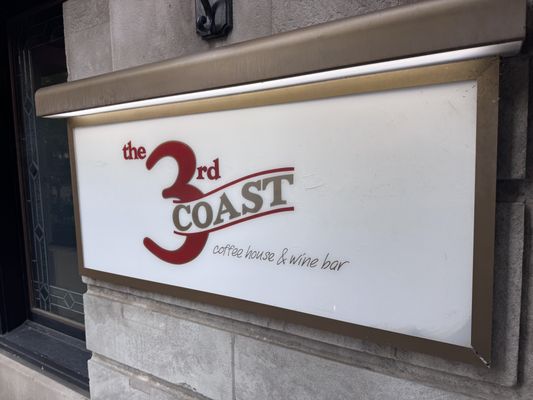 the 3rd
COAST
coffee house & wine bar